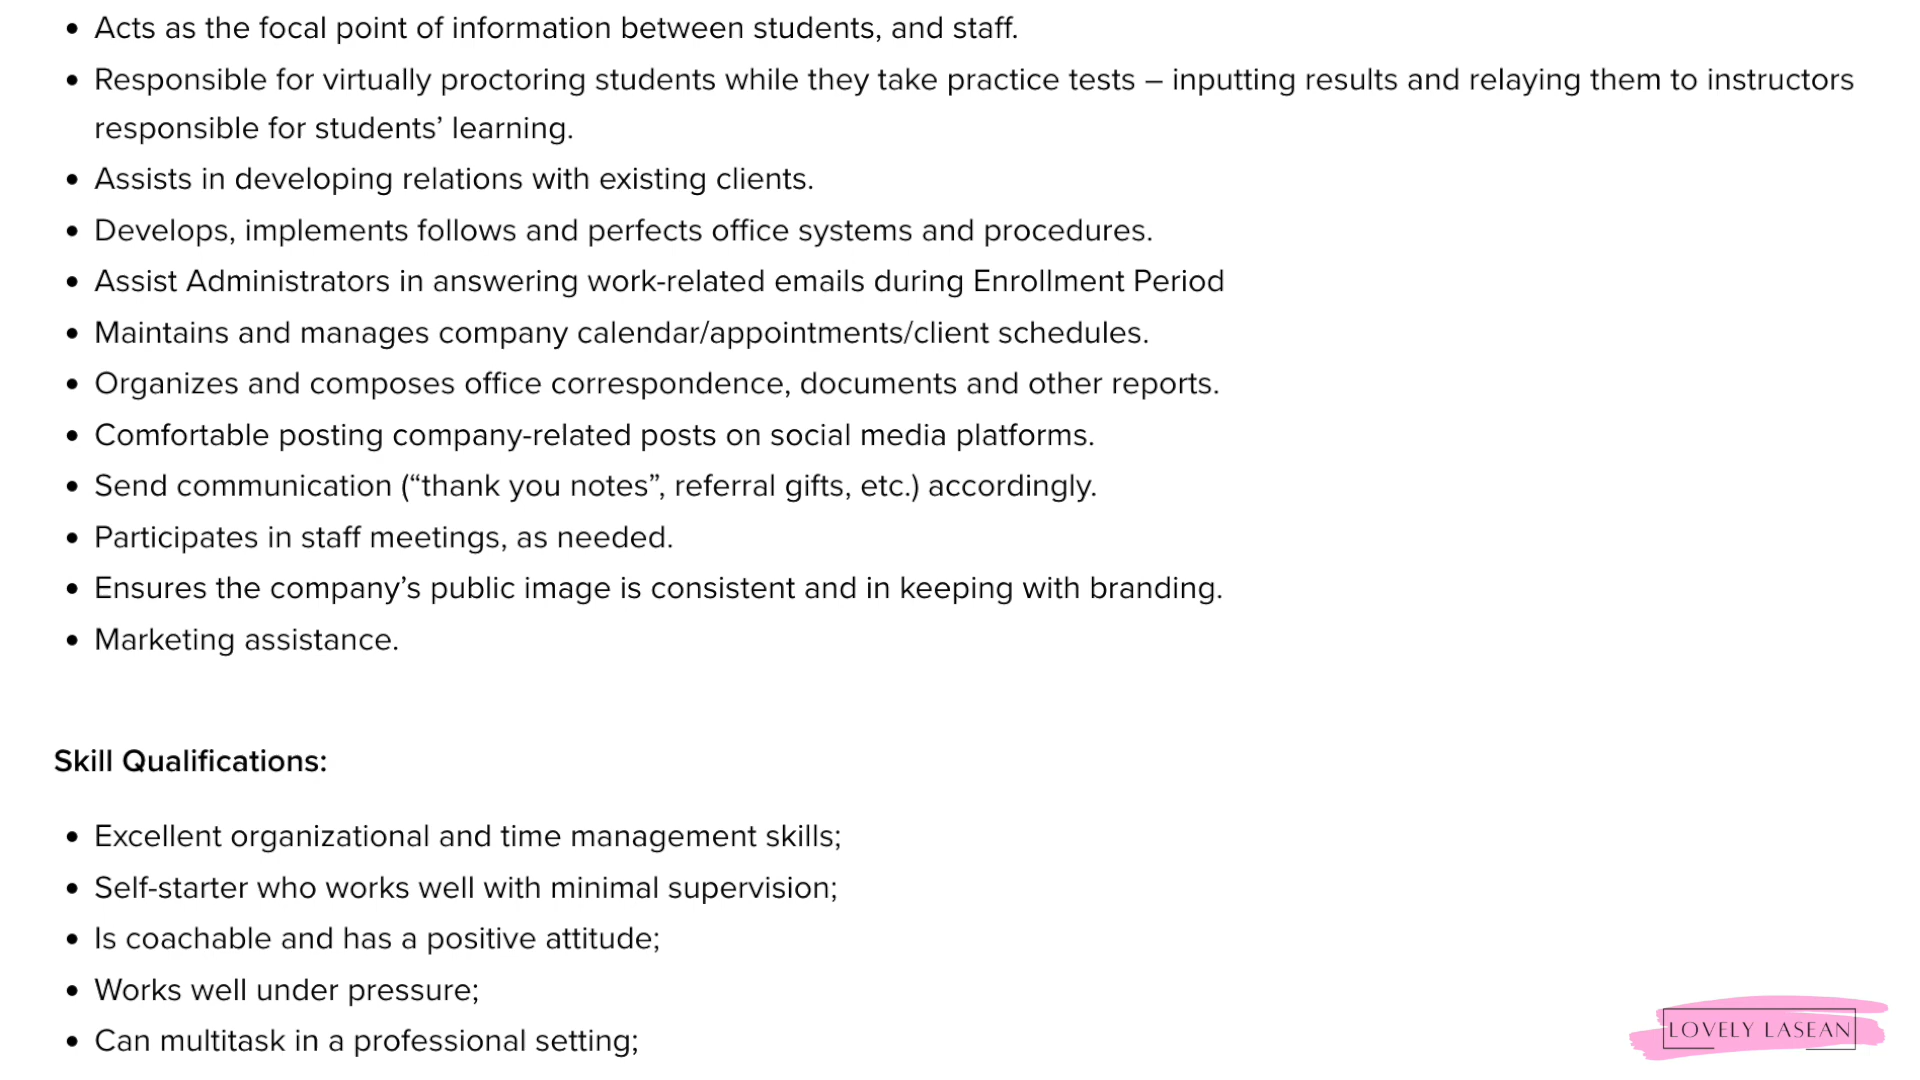 • Acts as the focal point of information between students, and staff.
• Responsible for virtually proctoring students while they take practice tests – inputting results and relaying them to instructors
responsible for students’ learning.
• Assists in developing relations with existing clients.
• Develops, implements follows and perfects office systems and procedures.
• Assist Administrators in answering work-related emails during Enrollment Period
• Maintains and manages company calendar/appointments/client schedules.
• Organizes and composes office correspondence, documents and other reports.
• Comfortable posting company-related posts on social media platforms.
• Send communication (“thank you notes”, referral gifts, etc.) accordingly.
• Participates in staff meetings, as needed.
• Ensures the company’s public image is consistent and in keeping with branding.
• Marketing assistance.
Skill Qualifications:
• Excellent organizational and time management skills;
• Self-starter who works well with minimal supervision;
• Is coachable and has a positive attitude;
• Works well under pressure;
• Can multitask in a professional setting;
LOVELY LASEAN